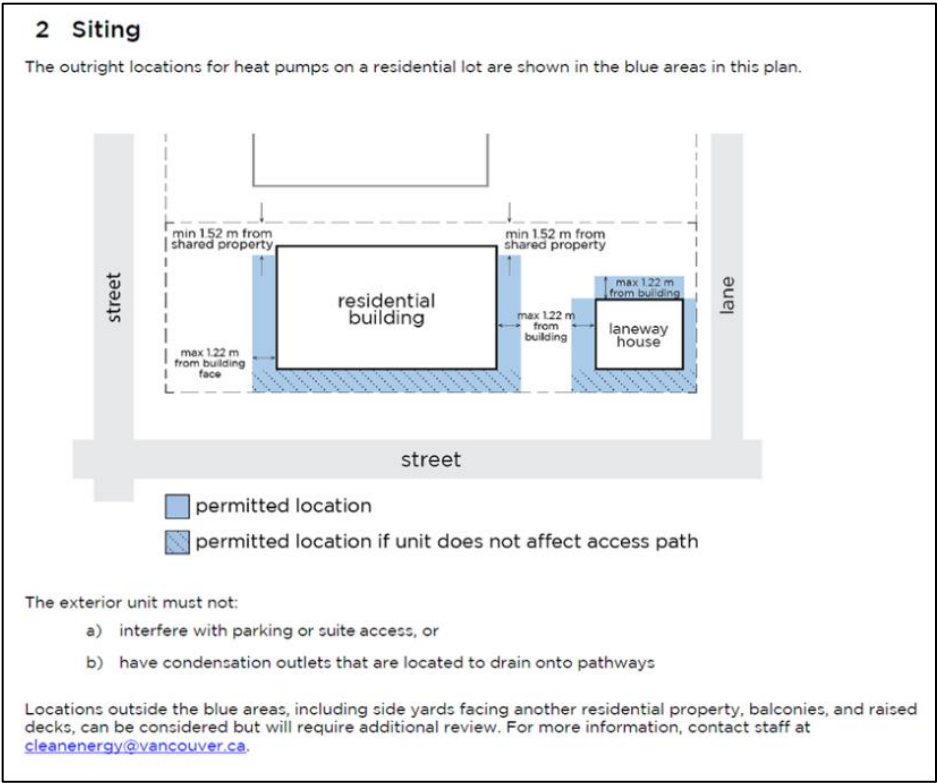 2 Siting
The outright locations for heat pumps on a residential lot are shown in the blue areas in this plan.
min 1.52 m from
shared property
min 1.52 m from
shared property
street
residential
building
max 1.22 m
from building
lane
max 1.22 m
from
building
laneway
house
max 1.22 m
from building
face
street
permitted location
permitted location if unit does not affect access path
The exterior unit must not:
a) interfere with parking or suite access, or
b) have condensation outlets that are located to drain onto pathways
Locations outside the blue areas, including side yards facing another residential property, balconies, and raised
decks, can be considered but will require additional review. For more information, contact staff at
cleanenergy@vancouver.ca.